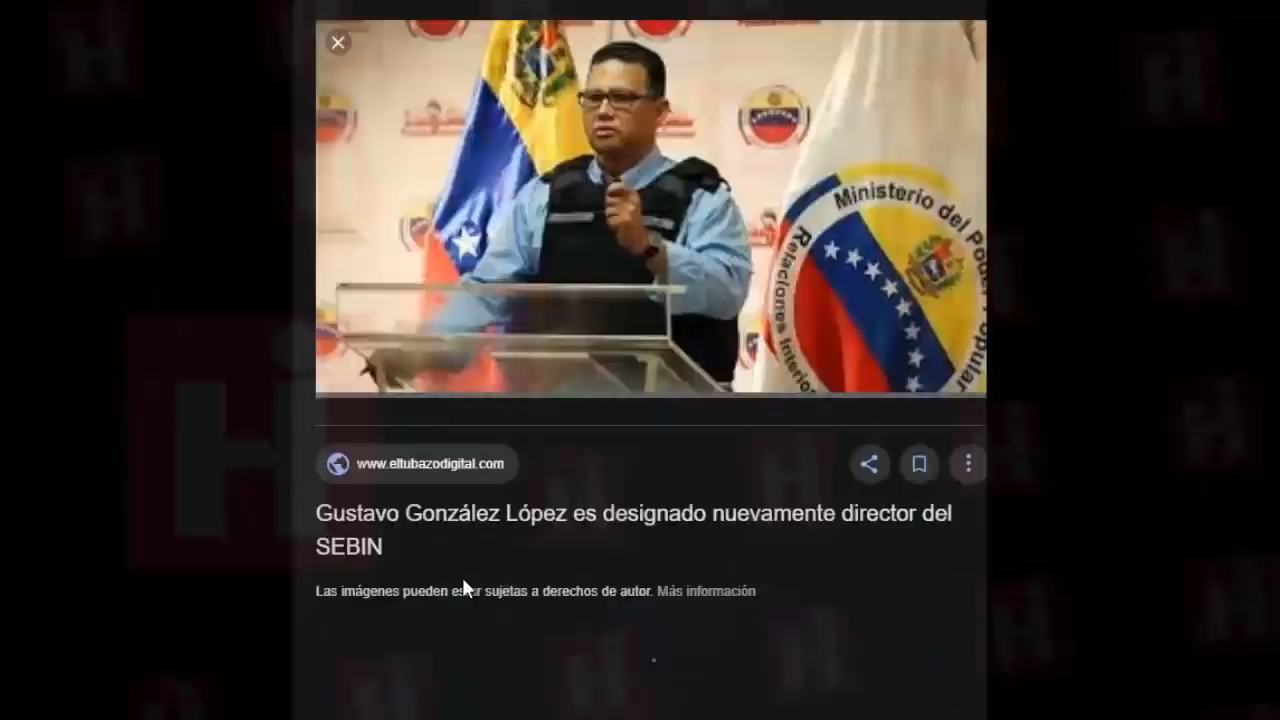 Ministerio del Poder Popular
Relaciones Interio
www.eltubazodigital.com
Gustavo González López es designado nuevamente director del
SEBIN
Las imágenes pueden estar sujetas a derechos de autor. Más información